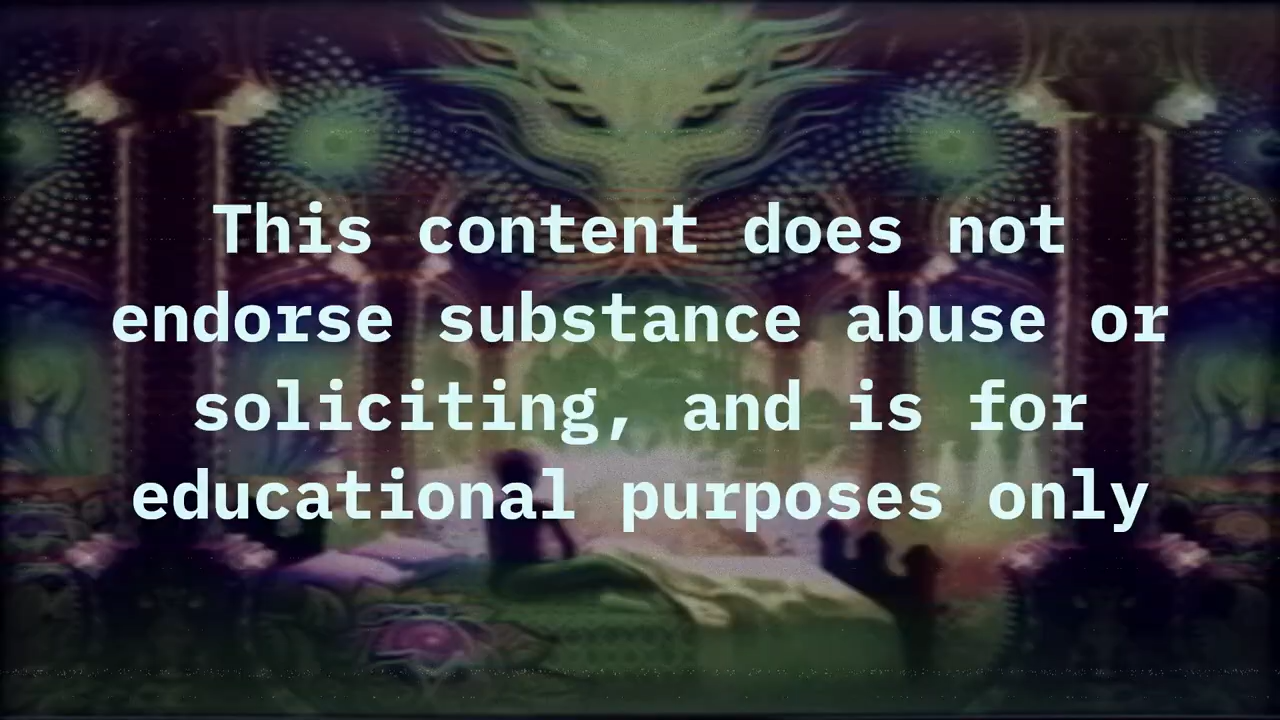 This content does not
endorse substance abuse or
soliciting, and is for
educational purposes only